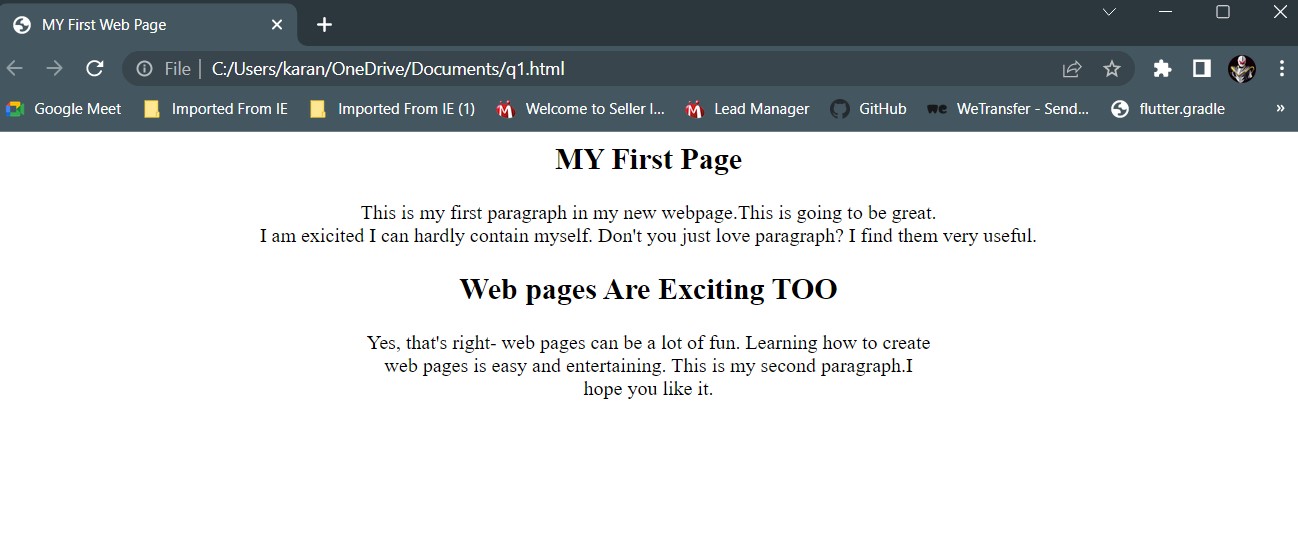 MY First Web Page
File | C:/Users/karan/OneDrive/Documents/q1.html
Google Meet Imported From IE Imported From IE (1) Welcome to Seller I... Lead Manager GitHub WeTransfer - Send... flutter.gradle »
MY First Page
This is my first paragraph in my new webpage.This is going to be great.
I am exicited I can hardly contain myself. Don't you just love paragraph? I find them very useful.
Web pages Are Exciting TOO
Yes, that's right- web pages can be a lot of fun. Learning how to create
web pages is easy and entertaining. This is my second paragraph.I
hope you like it.